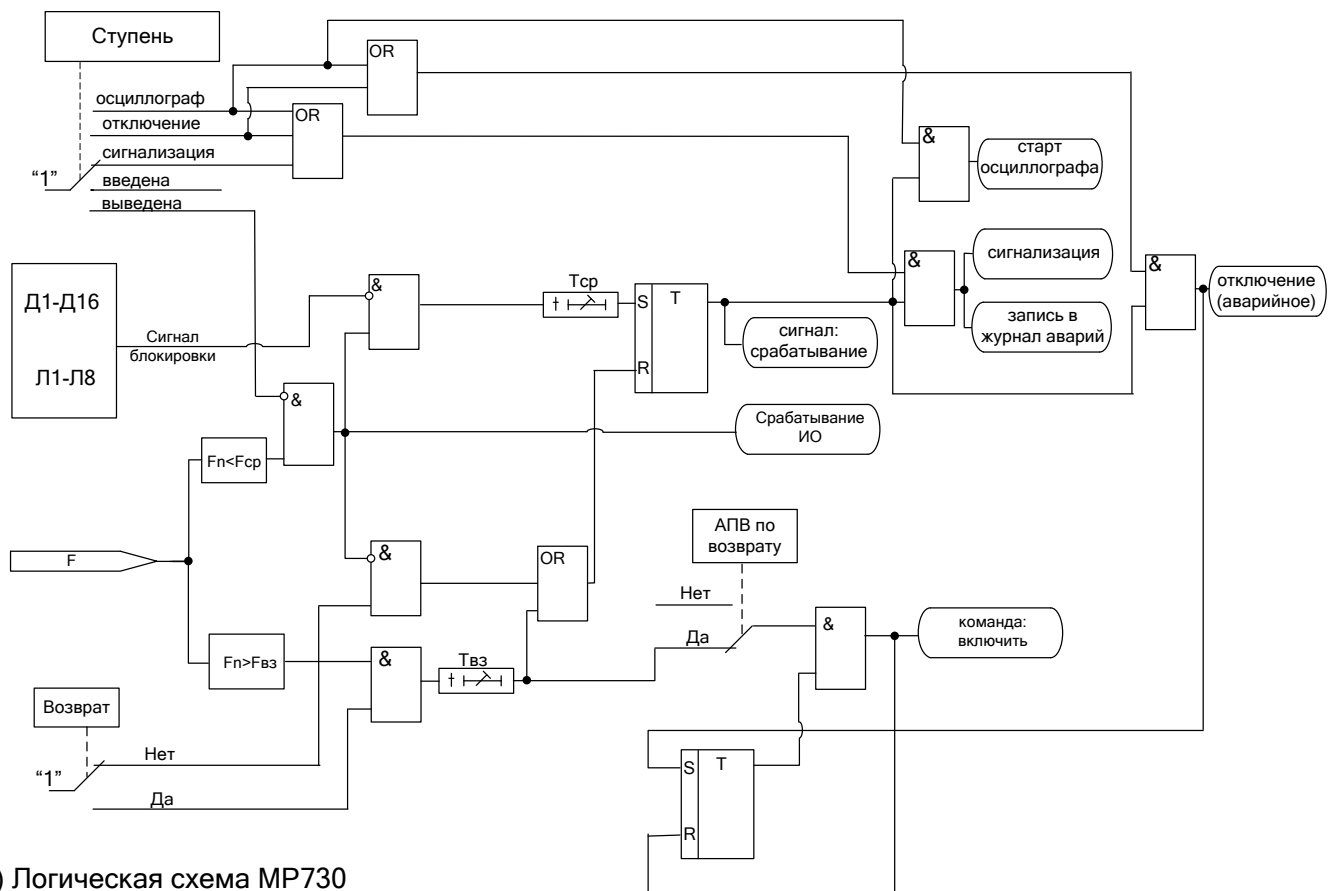 Ступень
осциллограф
отключение
сигнализация
“1”
введена
выведена
OR
OR
&
старт
осциллографа
&
сигнализация
запись в
журнал аварий
&
отключение
(аварийное)
Д1-Д16
Л1-Л8
Сигнал
блокировки
&
Tср
S
T
R
сигнал:
срабатывание
&
Срабатывание
ИО
Fn<Fср
F
Fn>Fвз
&
OR
&
Tвз
АПВ по
возврату
Нет
Да
&
команда:
включить
Возврат
“1”
Нет
Да
S
T
R
) Логическая схема МР730